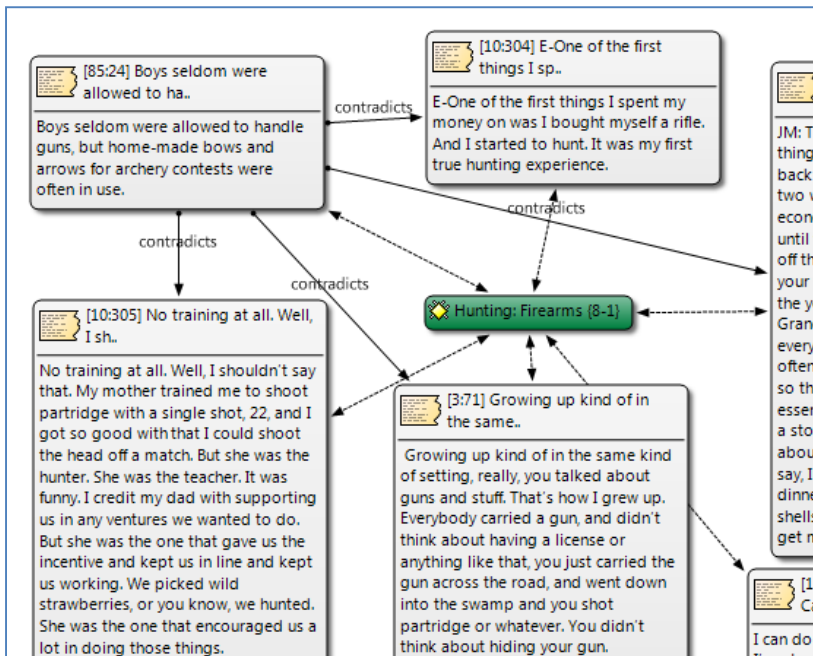 [85:24] Boys seldom were
allowed to ha..
Boys seldom were allowed to handle
guns, but home-made bows and
arrows for archery contests were
often in use.
contradicts
[10:304] E-One of the first
things I sp..
E-One of the first things I spent my
money on was I bought myself a rifle.
And I started to hunt. It was my first
true hunting experience.
contradicts
contradicts
contradicts
Hunting: Firearms {8-1}
[10:305] No training at all. Well,
I sh..
No training at all. Well, I shouldn't say
that. My mother trained me to shoot
partridge with a single shot, 22, and I
got so good with that I could shoot
the head off a match. But she was the
hunter. She was the teacher. It was
funny. I credit my dad with supporting
us in any ventures we wanted to do.
But she was the one that gave us the
incentive and kept us in line and kept
us working. We picked wild
strawberries, or you know, we hunted.
She was the one that encouraged us a
lot in doing those things.
[3:71] Growing up kind of in
the same..
Growing up kind of in the same kind
of setting, really, you talked about
guns and stuff. That's how I grew up.
Everybody carried a gun, and didn't
think about having a license or
anything like that, you just carried the
gun across the road, and went down
into the swamp and you shot
partridge or whatever. You didn't
think about hiding your gun.
JM: T
thing
back
two w
econ
until
off th
your
the y
Gran
every
often
so th
essen
a sto
abou
say, I
dinne
shells
get m
[1
Ca
I can do